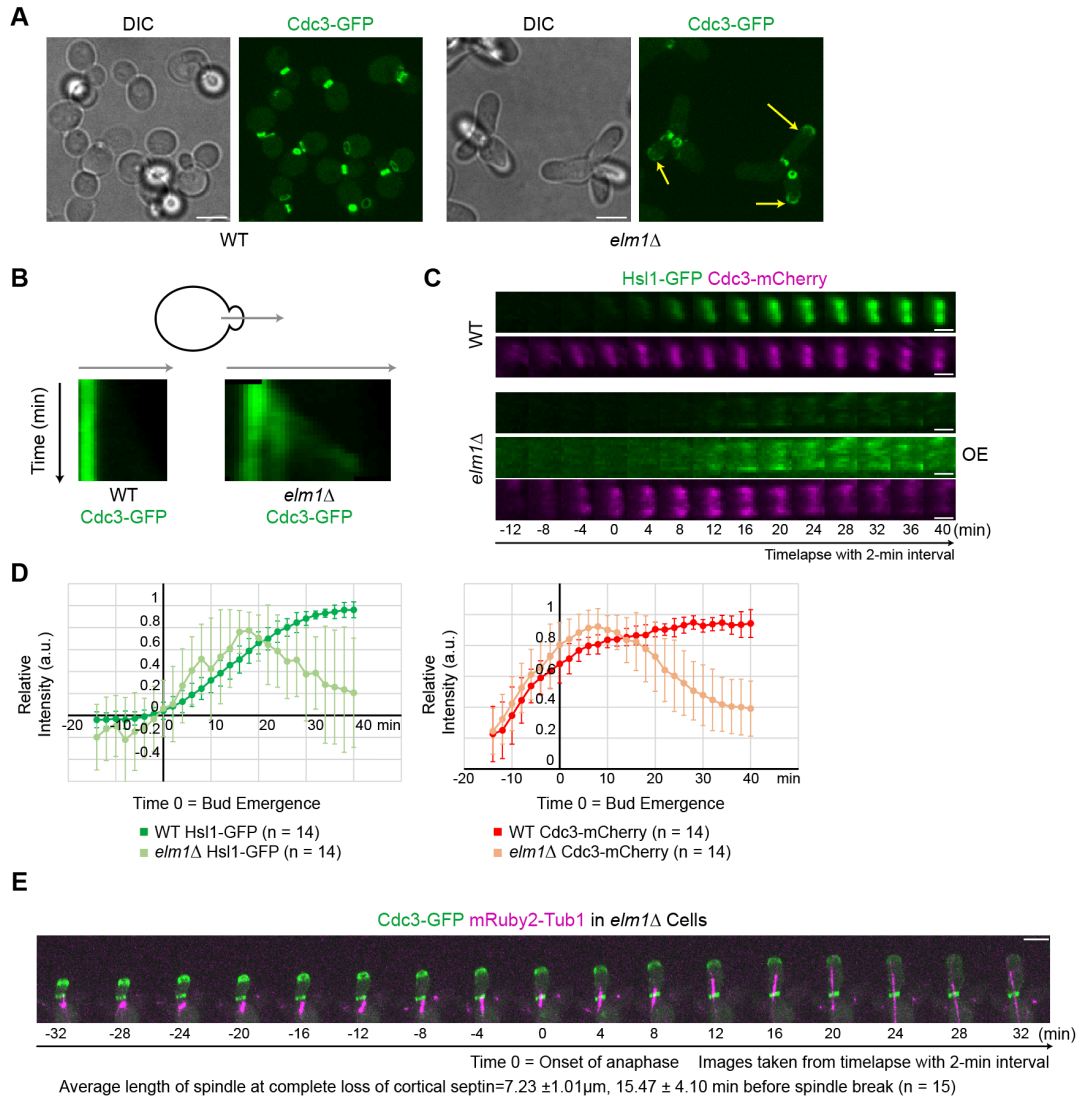 A
DIC
Cdc3-GFP
DIC
Cdc3-GFP
WT
elm1Δ
B
Time (min)
WT
Cdc3-GFP
elm1Δ
Cdc3-GFP
C
Hsl1-GFP Cdc3-mCherry
WT
elm1Δ
OE
-12 -8 -4 0 4 8 12 16 20 24 28 32 36 40 (min)
Timelapse with 2-min interval
D
Relative
Intensity (a.u.)
1
0.8
0.6
0.4
0.2
0
-0.2
-0.4
-20 -10 0 10 20 30 40 min
Time 0 = Bud Emergence
WT Hsl1-GFP (n = 14)
elm1Δ Hsl1-GFP (n = 14)
Relative
Intensity (a.u.)
1
0.8
0.6
0.4
0.2
0
-20 -10 0 10 20 30 40 min
Time 0 = Bud Emergence
WT Cdc3-mCherry (n = 14)
elm1Δ Cdc3-mCherry (n = 14)
E
Cdc3-GFP mRuby2-Tub1 in elm1Δ Cells
-32 -28 -24 -20 -16 -12 -8 -4 0 4 8 12 16 20 24 28 32 (min)
Time 0 = Onset of anaphase Images taken from timelapse with 2-min interval
Average length of spindle at complete loss of cortical septin=7.23 ±1.01μm, 15.47 ± 4.10 min before spindle break (n = 15)